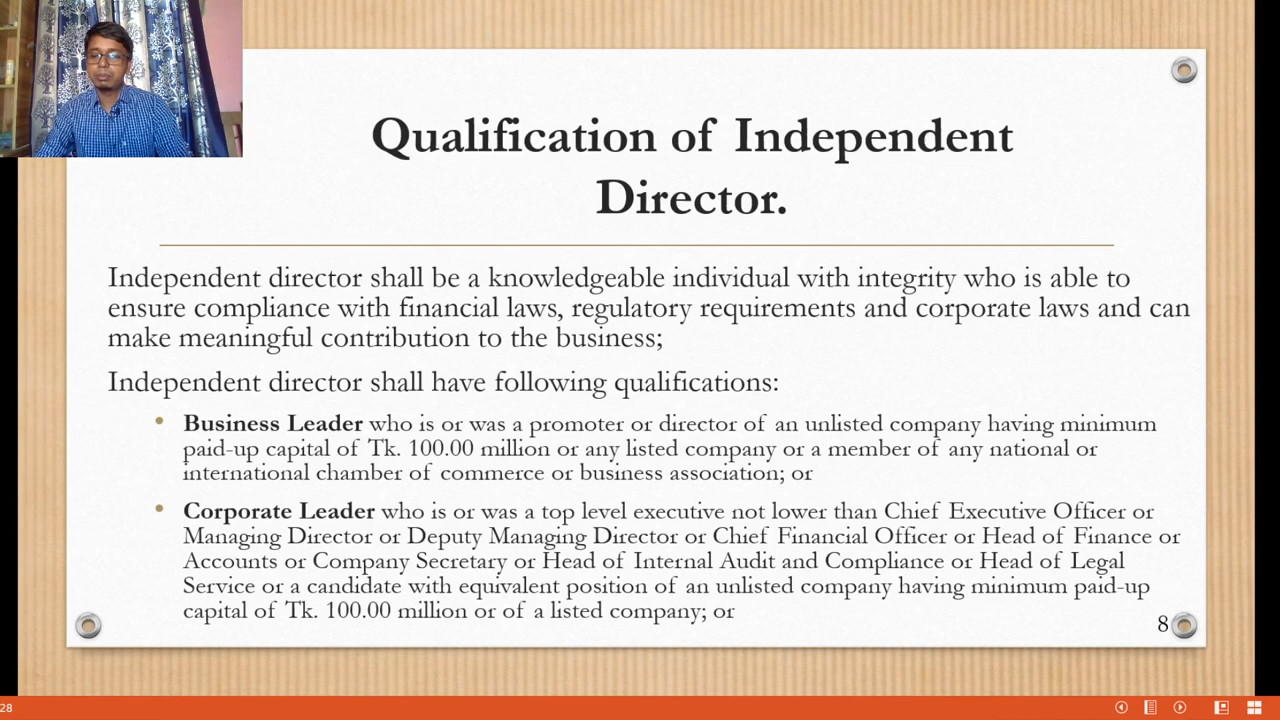 Qualification of Independent
Director.
Independent director shall be a knowledgeable individual with integrity who is able to
ensure compliance with financial laws, regulatory requirements and corporate laws and can
make meaningful contribution to the business;
Independent director shall have following qualifications:
• Business Leader who is or was a promoter or director of an unlisted company having minimum
paid-up capital of Tk. 100.00 million or any listed company or a member of any national or
international chamber of commerce or business association; or
• Corporate Leader who is or was a top level executive not lower than Chief Executive Officer or
Managing Director or Deputy Managing Director or Chief Financial Officer or Head of Finance or
Accounts or Company Secretary or Head of Internal Audit and Compliance or Head of Legal
Service or a candidate with equivalent position of an unlisted company having minimum paid-up
capital of Tk. 100.00 million or of a listed company; or
8
28